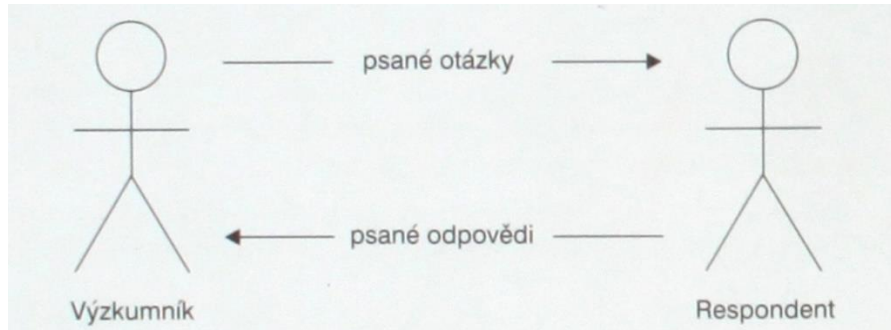 psané otázky
psané odpovědi
Výzkumník
Respondent